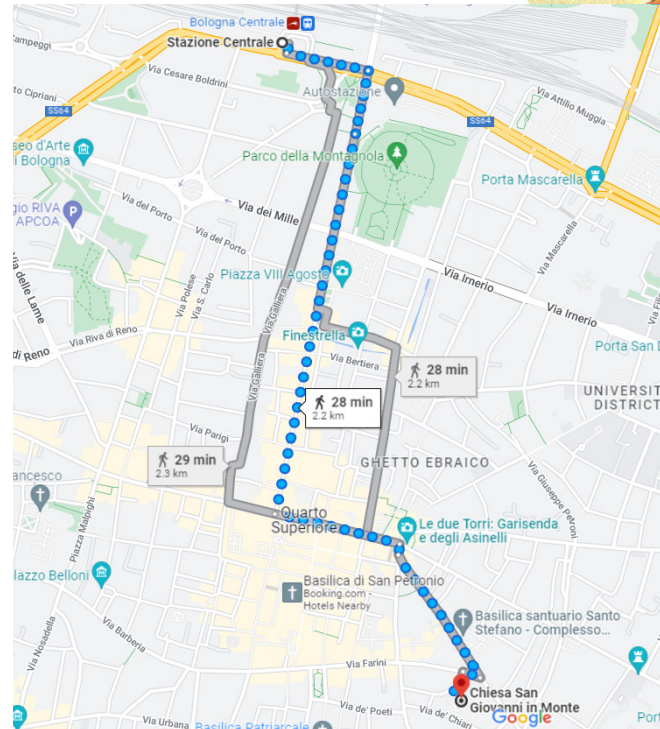 Bologna Centrale
Stazione Centrale
Campeggi
Via Cesare Boldrini
Autostazione
SS64
Via Attilio Muggia
to Cipriani
SS64
seo d'Arte
di Bologna
Parco della Montagnola
Porta Mascarella
gio RIVA
APCOA
Via del Porto
Via dei Mille
Via Mascarella
Via del Porto
Via Irnerio
Via delle Lame
Via Polese
Via S. Carlo
Piazza VIII Agosto
Via Galliera
Via Irnerio
Finestrella
Via Riva di Reno
di Reno
Via Bertiera
Porta San D
28 min
2.2 km
Via Galliera
UNIVERSIT
DISTRICT
28 min
2.2 km
Via Parigi
29 min
2.3 km
GHETTO EBRAICO
ancesco
Via Giuseppe Petroni
Piazza Malpighi
Quarto
Superiore
Le due Torri: Garisenda
e degli Asinelli
alazzo Belloni
Basilica di San Petronio
Booking.com -
Hotels Nearby
Basilica santuario Santo
Stefano - Complesso...
Via Nosadella
Via Barberia
Via Farini
Chiesa San
Giovanni in Monte
Via de' Poeti
Via de' Chiari
Google
Via Urbana
Basilica Patriarcale
Port